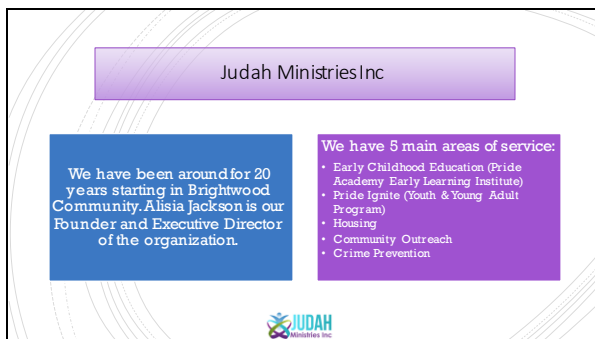 Judah Ministries Inc
We have been around for 20
years starting in Brightwood
Community. Alisia Jackson is our
Founder and Executive Director
of the organization.
We have 5 main areas of service:
• Early Childhood Education (Pride
Academy Early Learning Institute)
• Pride Ignite (Youth & Young Adult
Program)
• Housing
• Community Outreach
• Crime Prevention
JUDAH
Ministries Inc